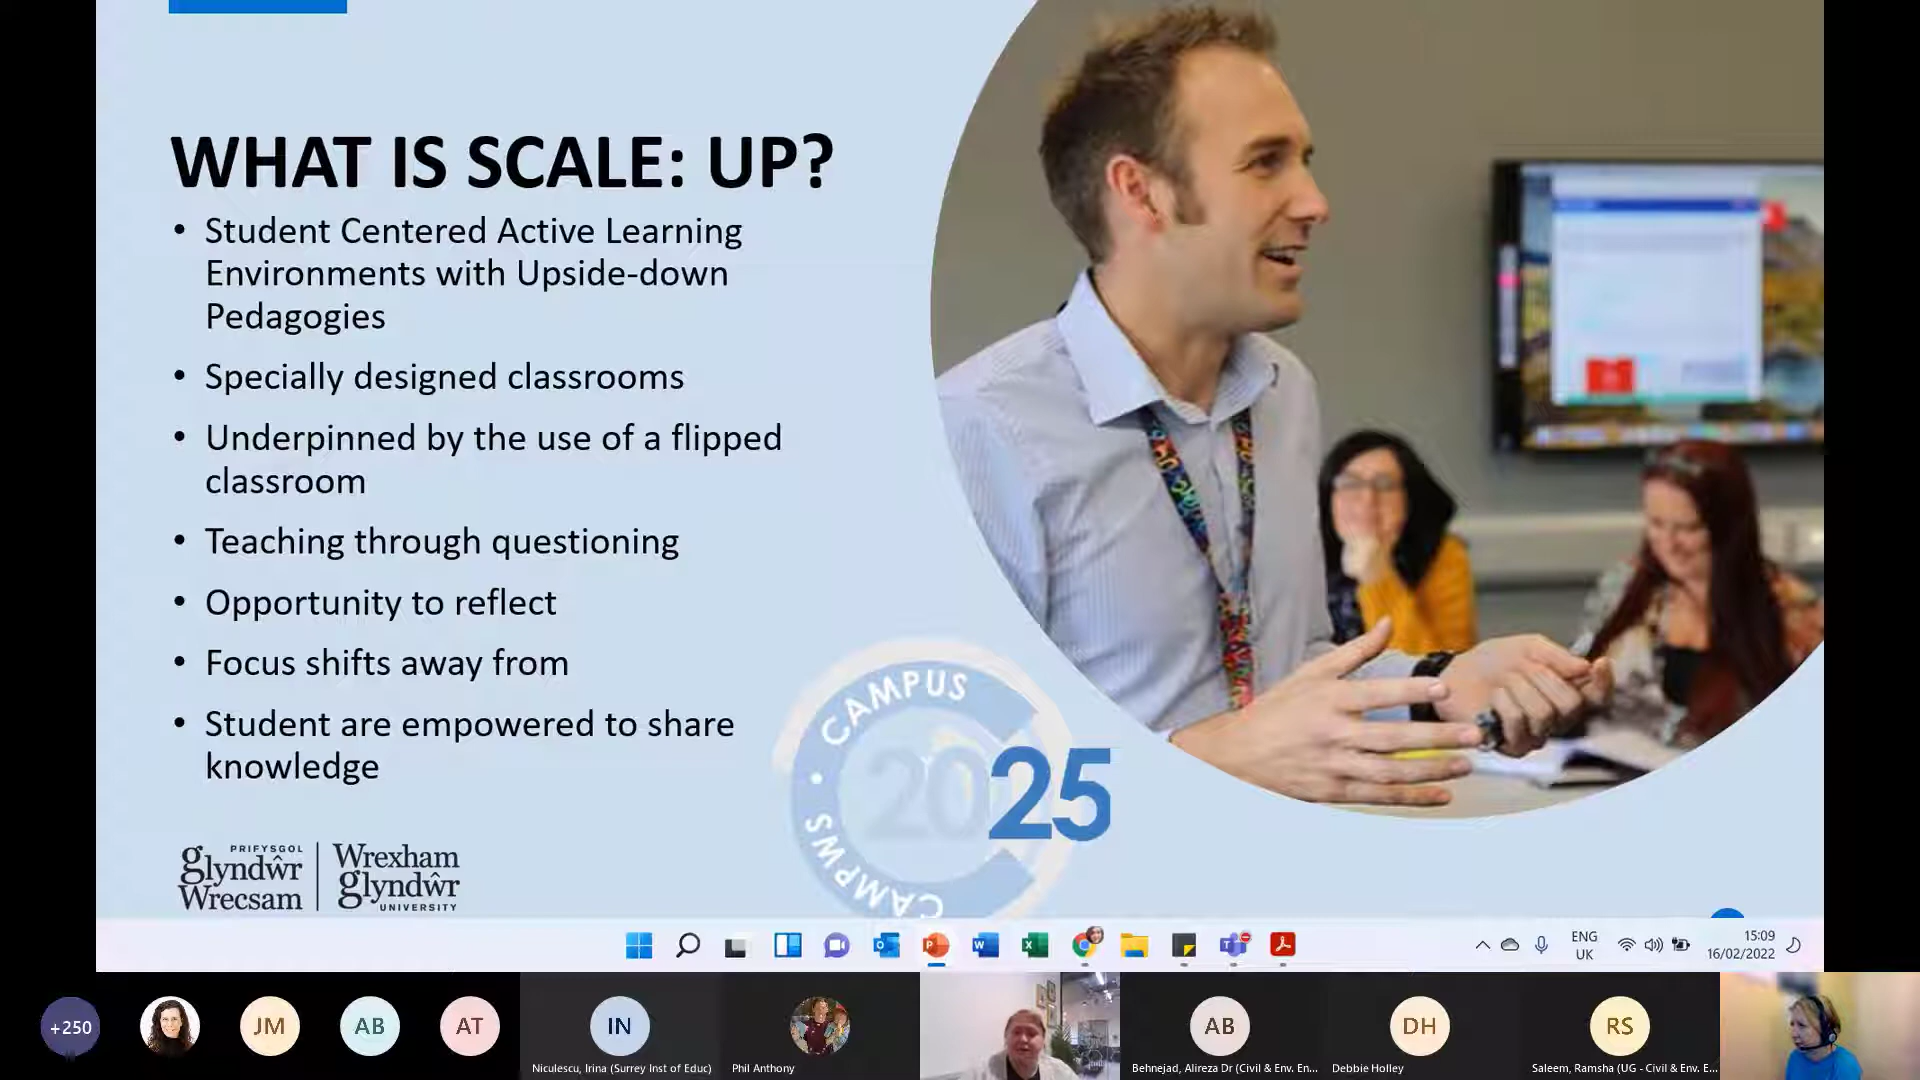 WHAT IS SCALE: UP?
• Student Centered Active Learning
Environments with Upside-down
Pedagogies
• Specially designed classrooms
• Underpinned by the use of a flipped
classroom
• Teaching through questioning
• Opportunity to reflect
• Focus shifts away from
• Student are empowered to share
knowledge
CAMPUS
2025
CAMPWS
PRIFYSGOL
glyndŵr
Wrecsam
Wrexham
glyndŵr
UNIVERSITY
ENG
UK
15:09
16/02/2022
+250
JM
AB
AT
IN
Niculescu, Irina (Surrey Inst of Educ)
Phil Anthony
AB
Behnejad, Alireza Dr (Civil & Env. En...
DH
Debbie Holley
RS
Saleem, Ramsha (UG - Civil & Env. E...